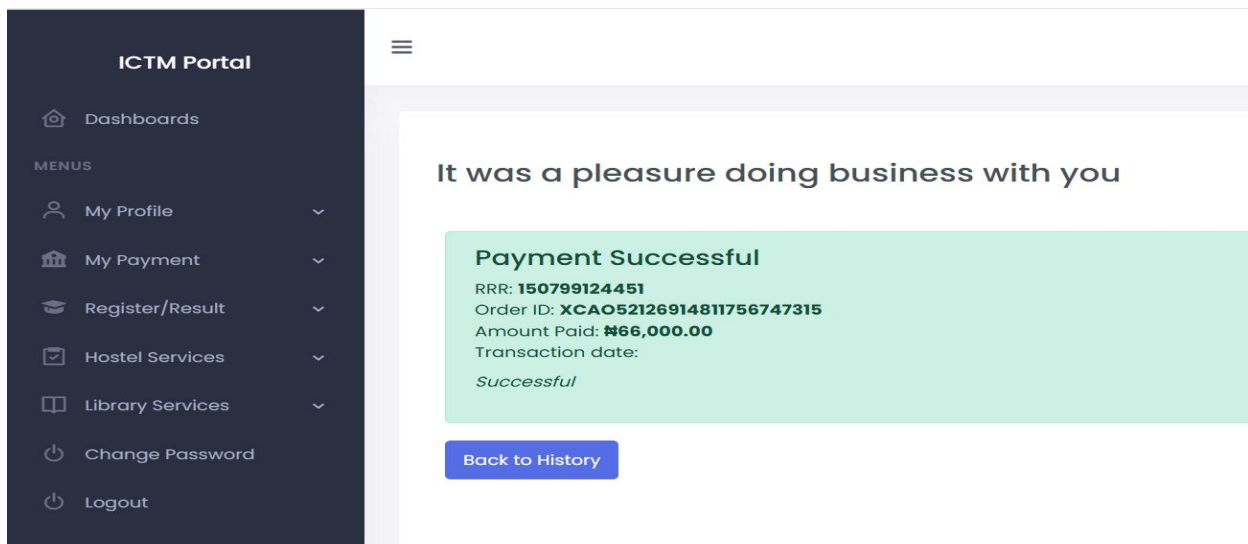 ICTM Portal
Dashboards
MENUS
My Profile
My Payment
Register/Result
Hostel Services
Library Services
Change Password
Logout
It was a pleasure doing business with you
Payment Successful
RRR: 150799124451
Order ID: XCAO52126914811756747315
Amount Paid: ₦66,000.00
Transaction date:
Successful
Back to History